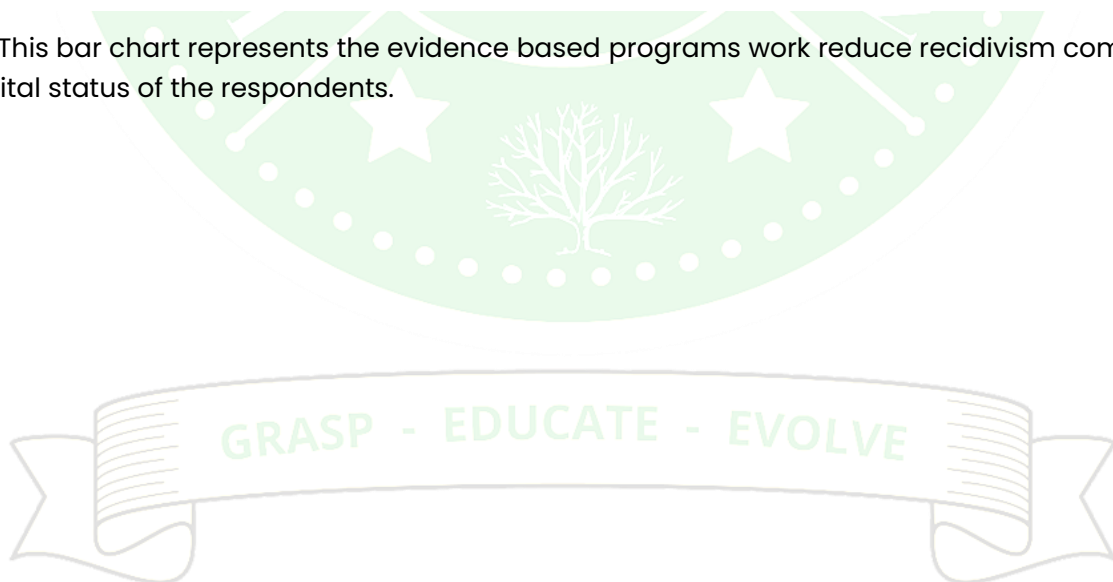 This bar chart represents the evidence based programs work reduce recidivism com
ital status of the respondents.
GRASP - EDUCATE - EVOLVE